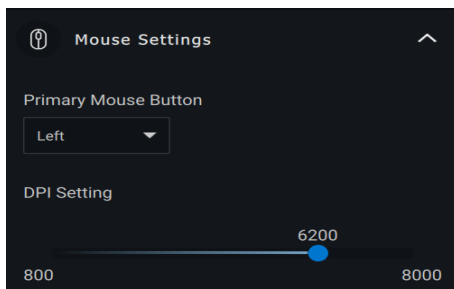 Mouse Settings
Primary Mouse Button
Left
DPI Setting
6200
800 8000